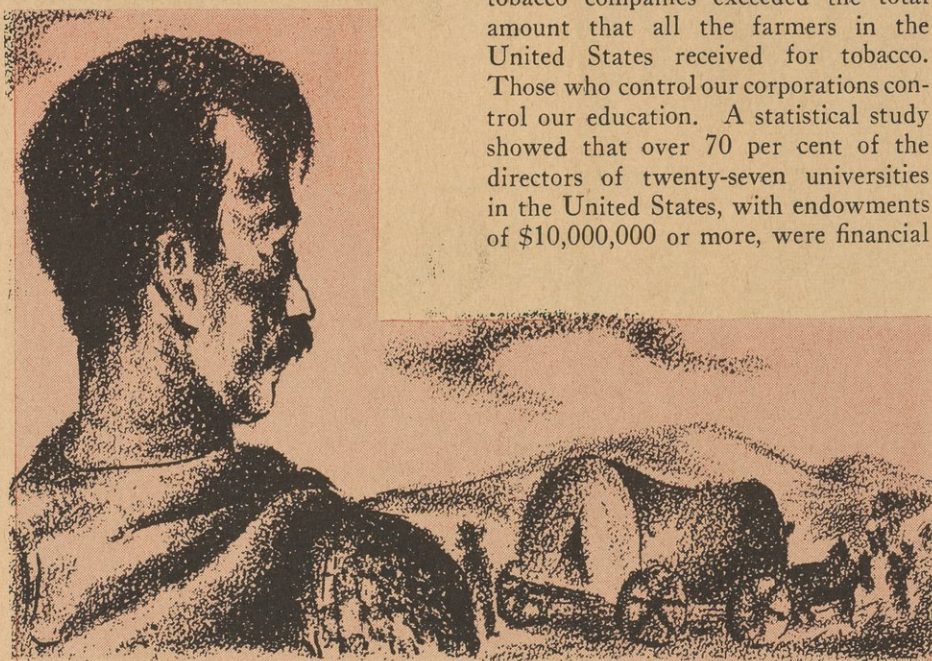 tobacco companies exceeded the total
amount that all the farmers in the
United States received for tobacco.
Those who control our corporations con-
trol our education. A statistical study
showed that over 70 per cent of the
directors of twenty-seven universities
in the United States, with endowments
of $10,000,000 or more, were financial